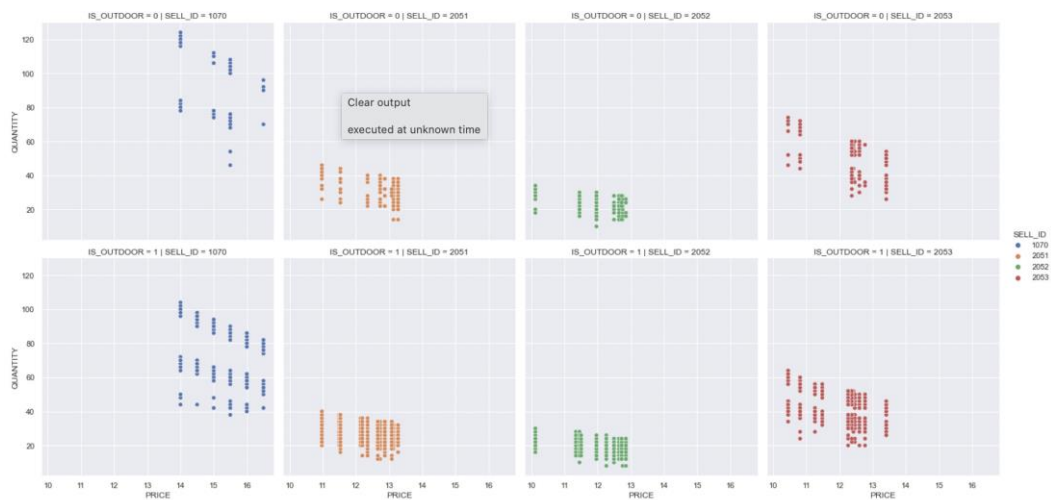 IS_OUTDOOR = 0 | SELL_ID = 1070
IS_OUTDOOR = 0 | SELL_ID = 2051
IS_OUTDOOR = 0 | SELL_ID = 2052
IS_OUTDOOR = 0 | SELL_ID = 2053
120
100
80
60
40
20
QUANTITY
Clear output
executed at unknown time
IS_OUTDOOR = 1 | SELL_ID = 1070
IS_OUTDOOR = 1 | SELL_ID = 2051
IS_OUTDOOR = 1 | SELL_ID = 2052
IS_OUTDOOR = 1 | SELL_ID = 2053
120
100
80
60
40
20
QUANTITY
SELL_ID
1070
2051
2052
2053
10 11 12 13 14 15 16
PRICE
10 11 12 13 14 15 16
PRICE
10 11 12 13 14 15 16
PRICE
10 11 12 13 14 15 16
PRICE